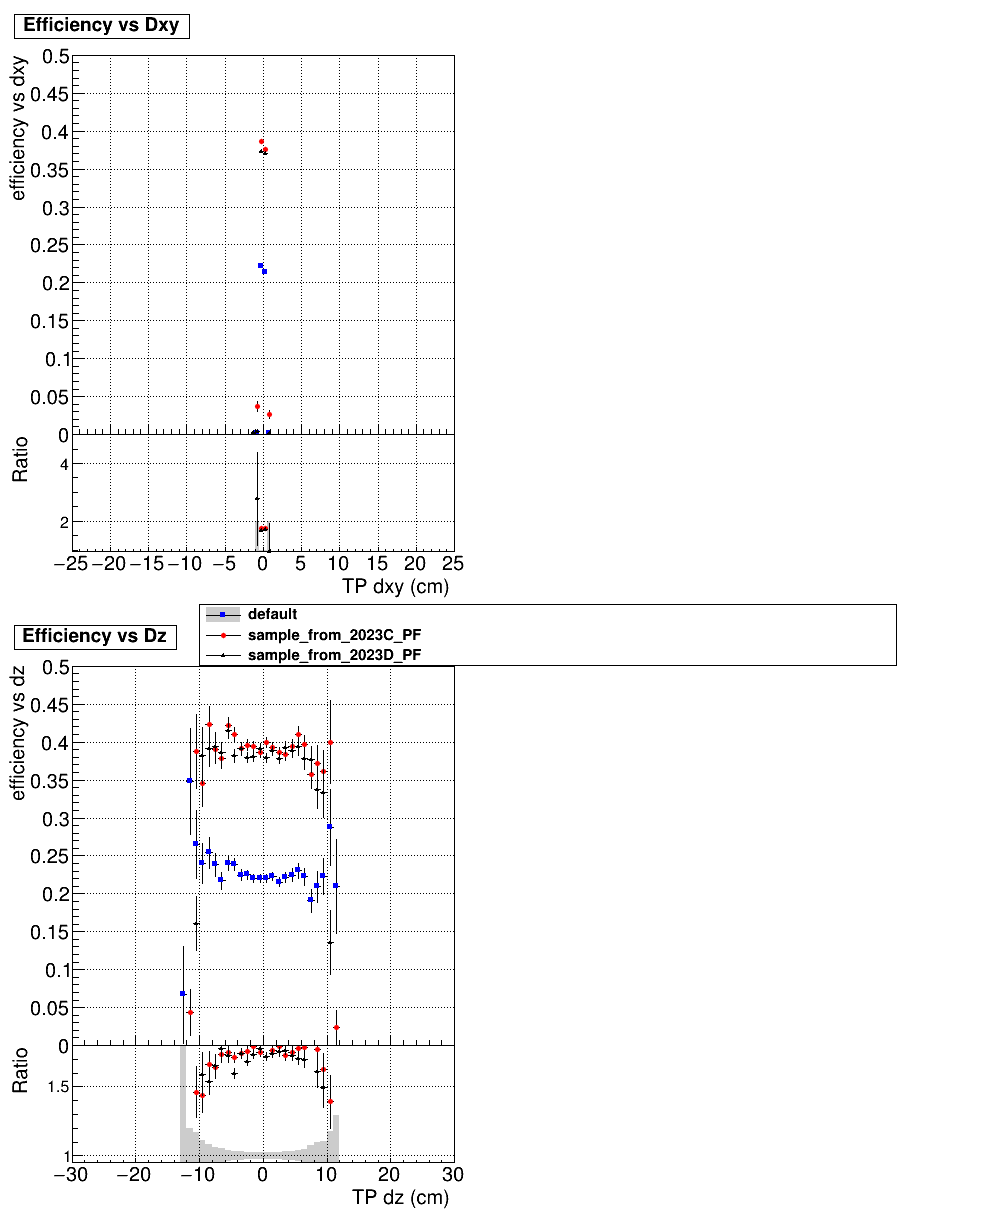 Efficiency vs Dxy
efficiency vs dxy
0.5
0.45
0.4
0.35
0.3
0.25
0.2
0.15
0.1
0.05
0
Ratio
4
2
−25 −20 −15 −10 −5 0 5 10 15 20 25
TP dxy (cm)
default
sample_from_2023C_PF
sample_from_2023D_PF
Efficiency vs Dz
efficiency vs dz
0.5
0.45
0.4
0.35
0.3
0.25
0.2
0.15
0.1
0.05
0
Ratio
1.5
1
−30 −20 −10 0 10 20 30
TP dz (cm)